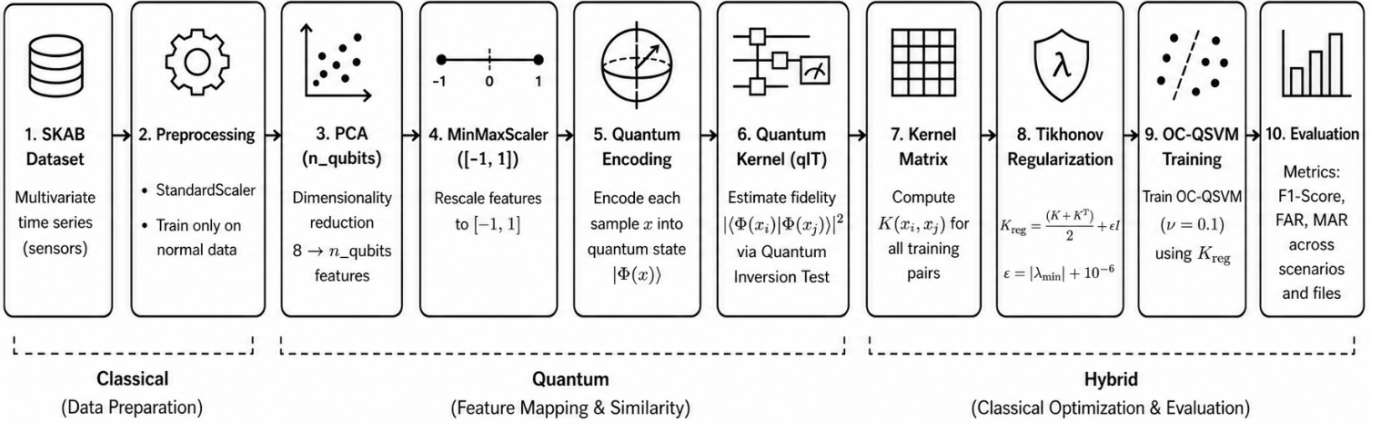 -1 0 1
λ
1. SKAB
Dataset
Multivariate
time series
(sensors)
2. Preprocessing
• StandardScaler
• Train only on
normal data
3. PCA
(n_qubits)
Dimensionality
reduction
8 → n_qubits
features
4. MinMaxScaler
([-1, 1])
Rescale features
to [−1, 1]
5. Quantum
Encoding
Encode each
sample x into
quantum state
|Φ(x)⟩
6. Quantum
Kernel (qIT)
Estimate fidelity
|⟨Φ(xᵢ)|Φ(xⱼ)⟩|²
via Quantum
Inversion Test
7. Kernel
Matrix
Compute
K(xᵢ, xⱼ) for
all training
pairs
8. Tikhonov
Regularization
K_reg = (K + K^T)/2 + ϵI
ε = |λ_min| + 10⁻⁶
9. OC-QSVM
Training
Train OC-QSVM
(ν = 0.1)
using K_reg
10. Evaluation
Metrics:
F1-Score,
FAR, MAR
across
scenarios
and files
Classical
(Data Preparation)
Quantum
(Feature Mapping & Similarity)
Hybrid
(Classical Optimization & Evaluation)